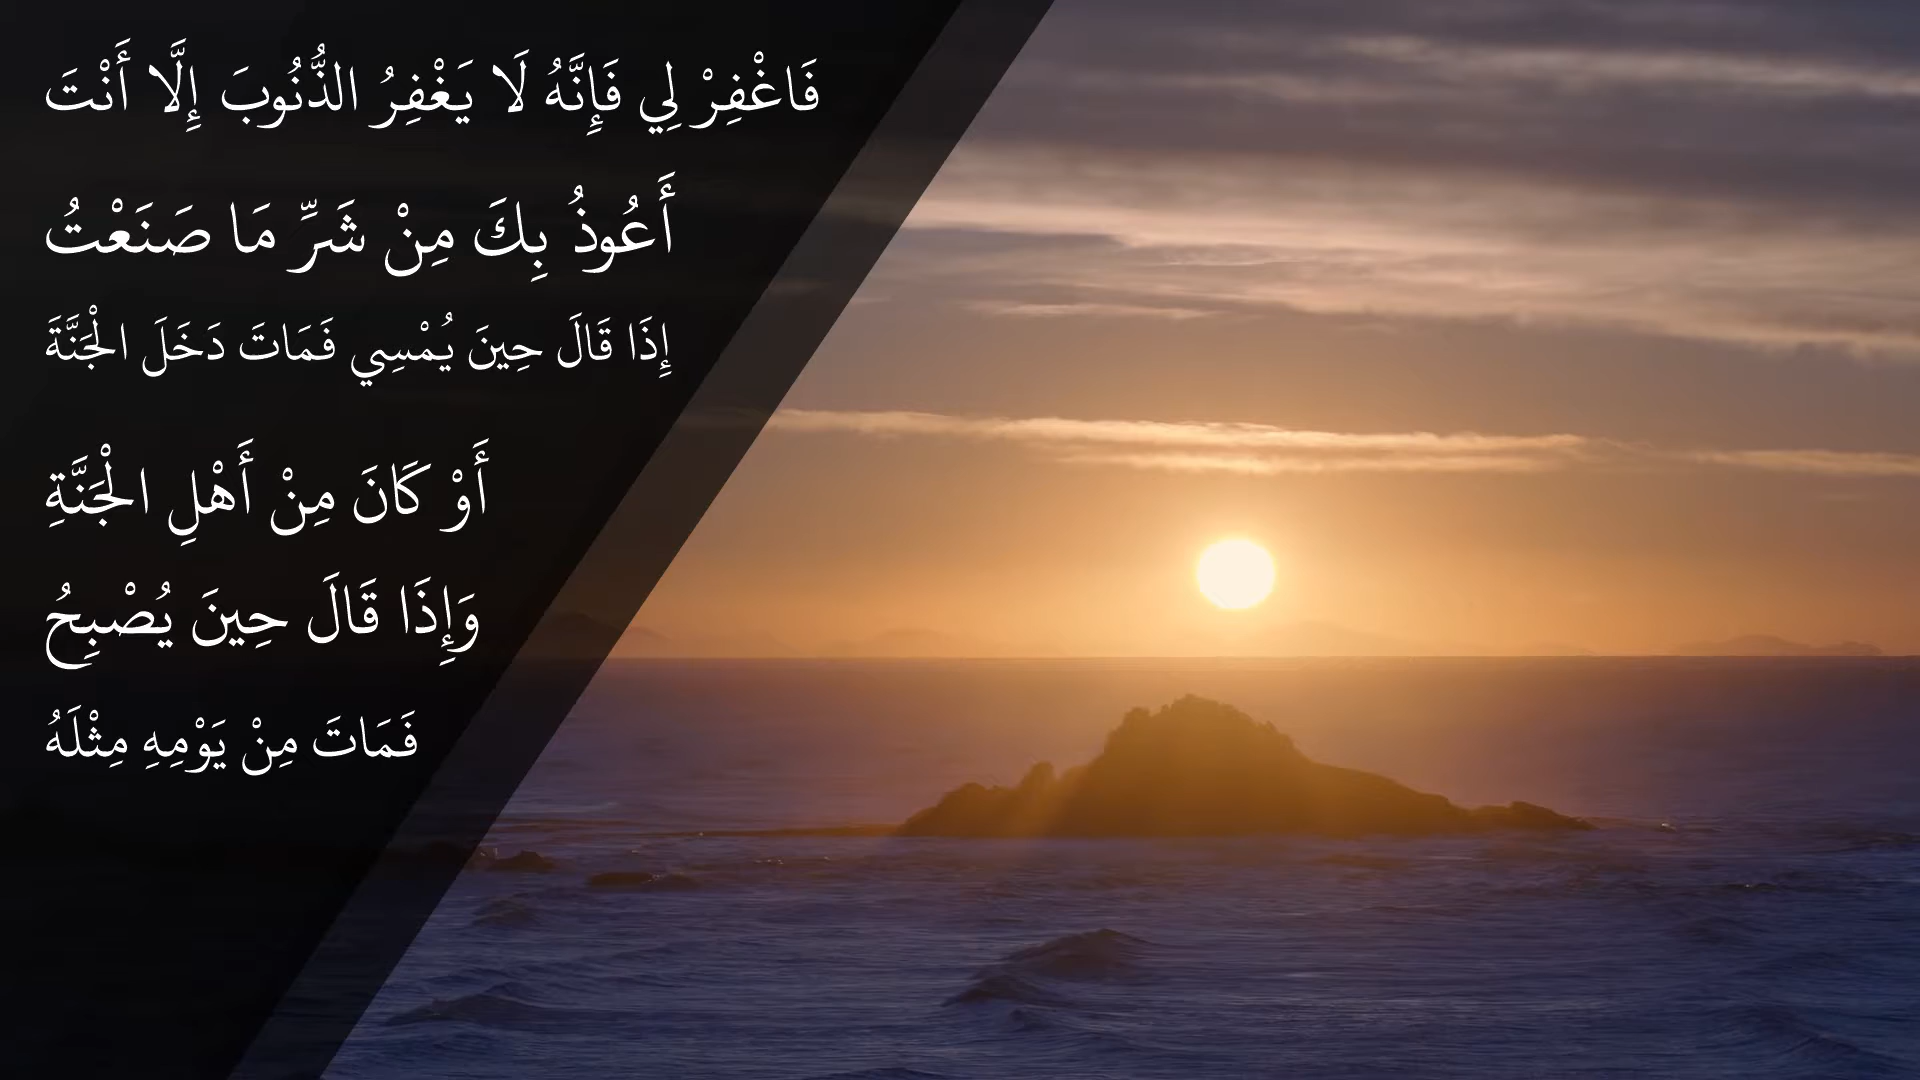 فَاغْفِرْ لِي فَإِنَّهُ لَا يَغْفِرُ الذُّنُوبَ إِلَّا أَنْتَ
أَعُوذُ بِكَ مِنْ شَرِّ مَا صَنَعْتُ
إِذَا قَالَ حِينَ يُمْسِي فَمَاتَ دَخَلَ الْجَنَّةَ
أَوْ كَانَ مِنْ أَهْلِ الْجَنَّةِ
وَإِذَا قَالَ حِينَ يُصْبِحُ
فَمَاتَ مِنْ يَوْمِهِ مِثْلَهُ